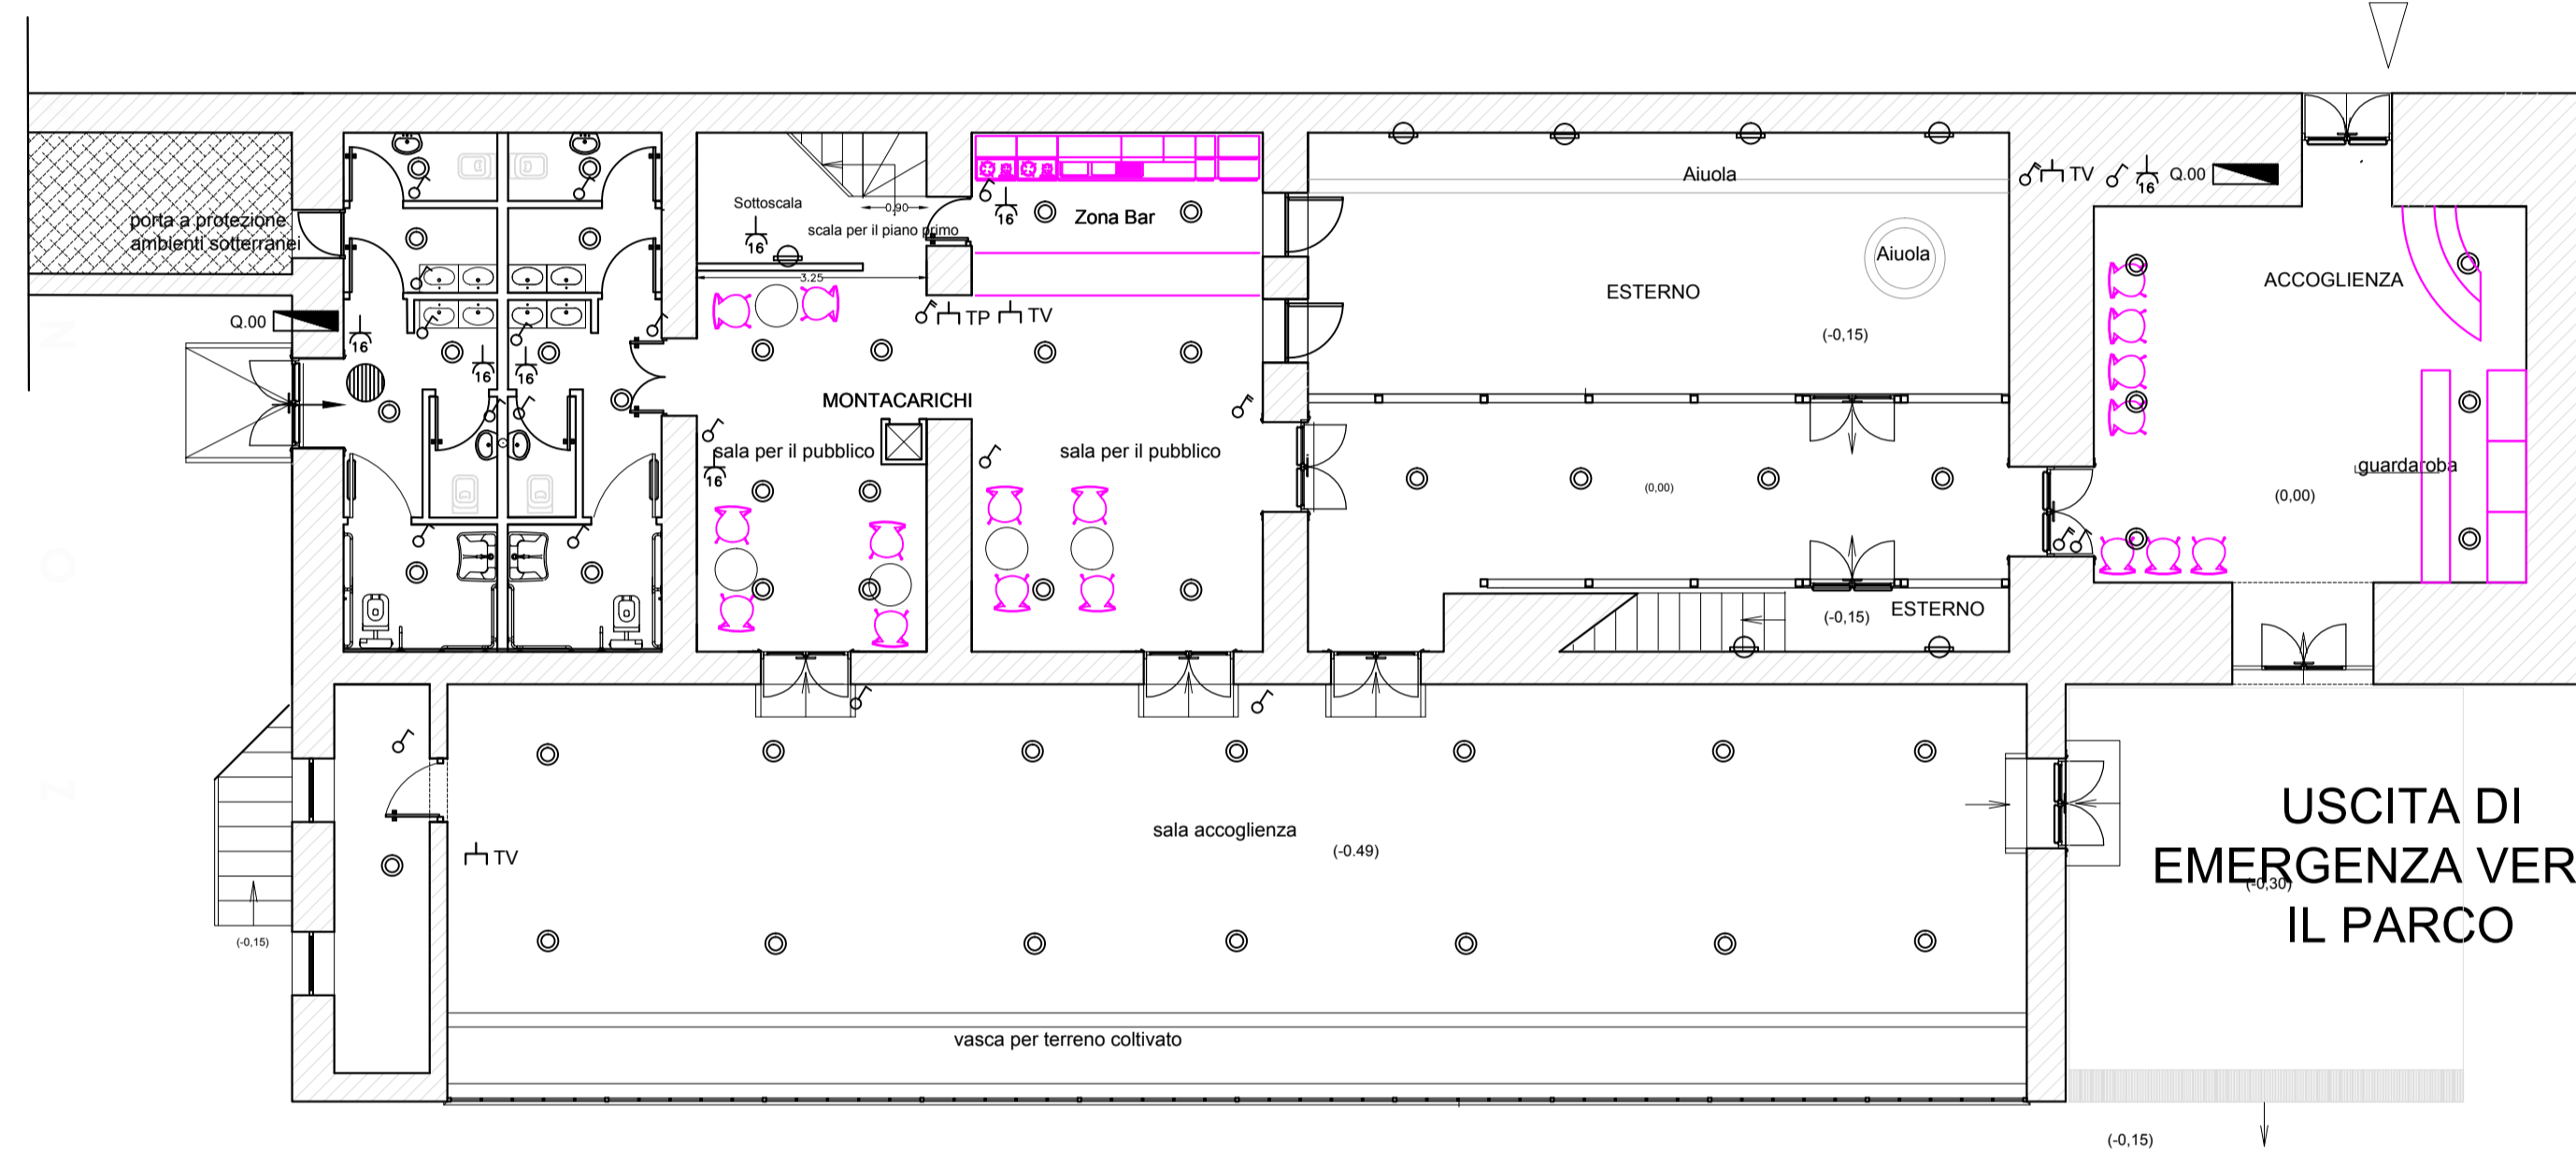 Aiuola
TV
16
Q.00
porta a protezione
ambienti sotterranei
Sottoscala
16
0,90
scala per il piano primo
16
Zona Bar
Aiuola
ACCOGLIENZA
3.25
ESTERNO
Q.00
16
TP
TV
(-0,15)
16
16
MONTACARICHI
sala per il pubblico
sala per il pubblico
16
guardaroba
(0,00)
(0,00)
ESTERNO
(-0,15)
N
O
Z
USCITA DI
EMERGENZA VER
(-0,30)
IL PARCO
sala accoglienza
(-0.49)
TV
(-0,15)
vasca per terreno coltivato
(-0,15)